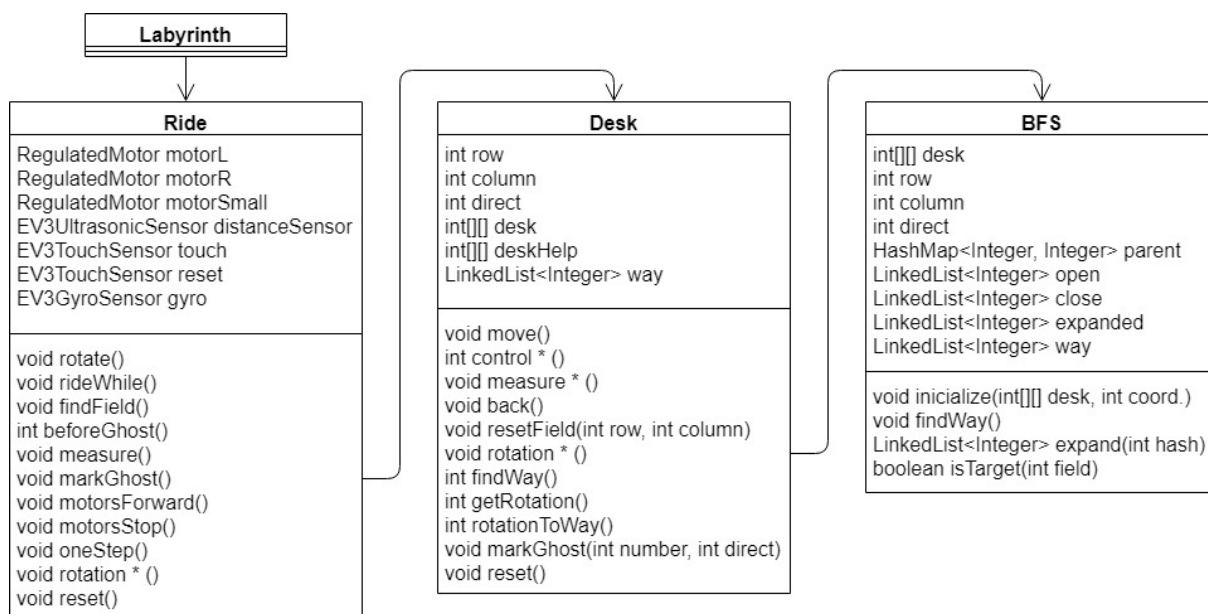 Labyrinth
Ride
RegulatedMotor motorL
RegulatedMotor motorR
RegulatedMotor motorSmall
EV3UltrasonicSensor distanceSensor
EV3TouchSensor touch
EV3TouchSensor reset
EV3GyroSensor gyro
void rotate()
void rideWhile()
void findField()
int beforeGhost()
void measure()
void markGhost()
void motorsForward()
void motorsStop()
void oneStep()
void rotation * ()
void reset()
Desk
int row
int column
int direct
int[][] desk
int[][] deskHelp
LinkedList<Integer> way
void move()
int control * ()
void measure * ()
void back()
void resetField(int row, int column)
void rotation * ()
int findWay()
int getRotation()
int rotationToWay()
void markGhost(int number, int direct)
void reset()
BFS
int[][] desk
int row
int column
int direct
HashMap<Integer, Integer> parent
LinkedList<Integer> open
LinkedList<Integer> close
LinkedList<Integer> expanded
LinkedList<Integer> way
void inicialize(int[][] desk, int coord.)
void findWay()
LinkedList<Integer> expand(int hash)
boolean isTarget(int field)